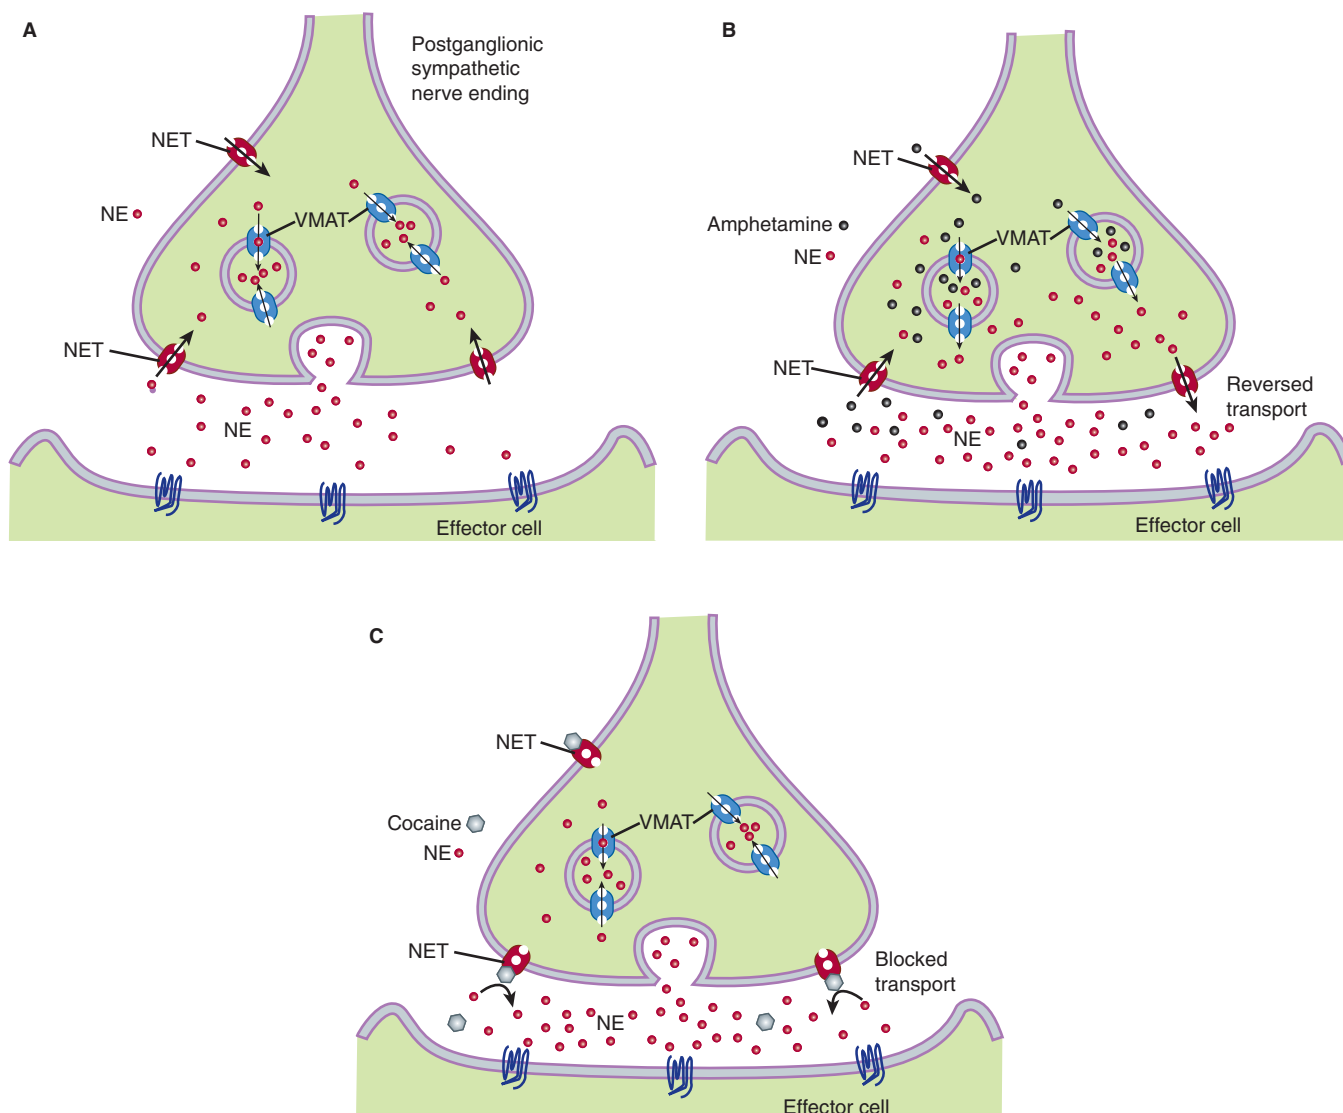 A
Postganglionic
sympathetic
nerve ending
NET
NE
VMAT
NET
NE
Effector cell
B
NET
Amphetamine
NE
VMAT
NET
Reversed
transport
NE
Effector cell
C
NET
Cocaine
NE
VMAT
NET
Blocked
transport
NE
Effector cell